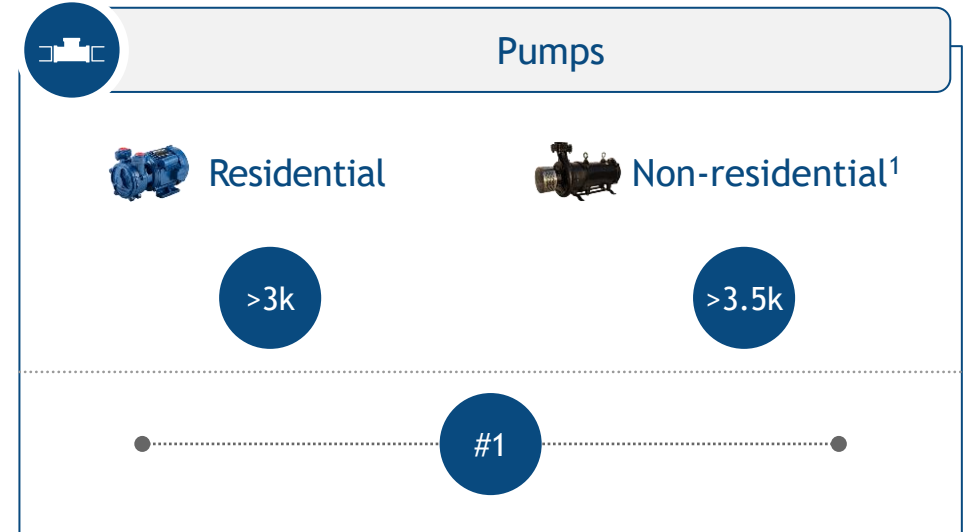 Pumps
Residential
Non-residential¹
>3k
>3.5k
#1